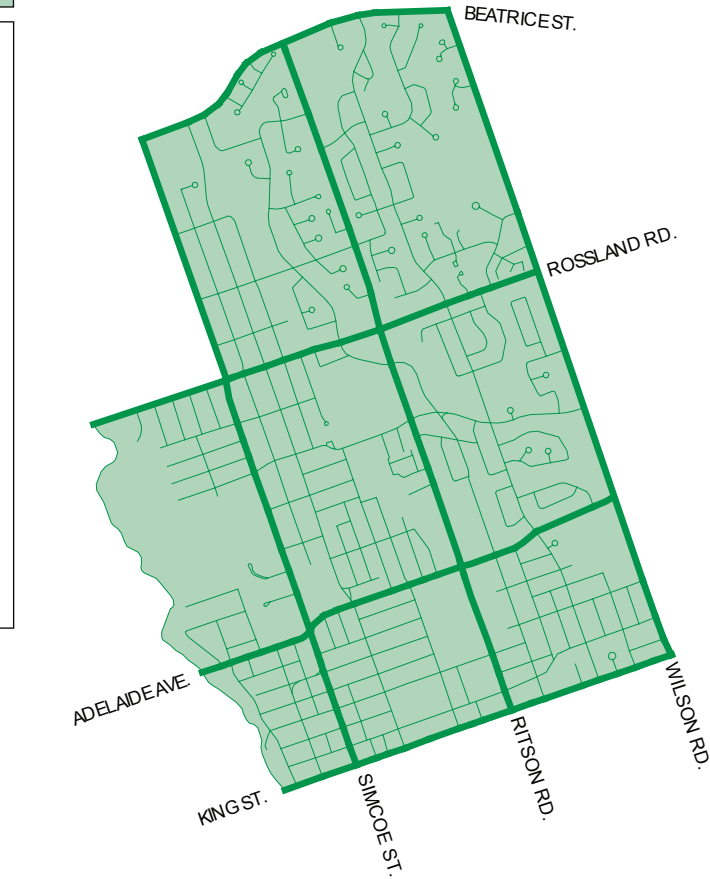 BEATRICE ST.
ROSSLAND RD.
ADELAIDE AVE.
WILSON RD.
RITSON RD.
KING ST.
SIMCOE ST.